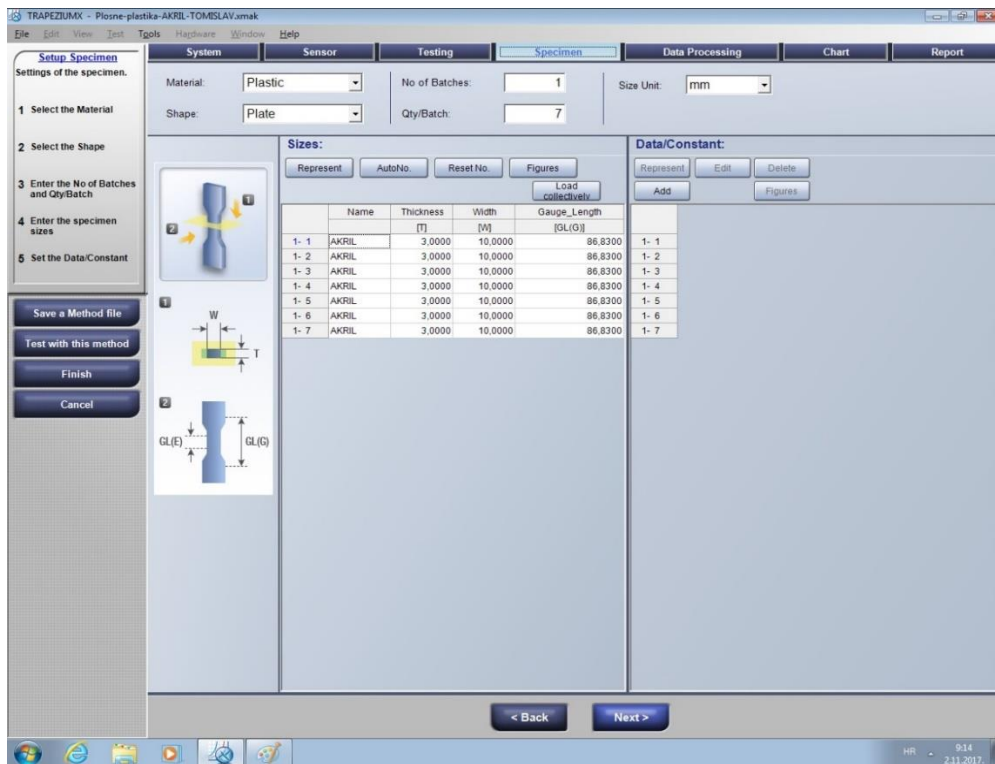 TRAPEZIUMX - Plosne-plastika-AKRIL-TOMISLAV.xmak
File Edit View Test Tools Hardware Window Help
Setup Specimen
Settings of the specimen.
1 Select the Material
2 Select the Shape
3 Enter the No of Batches
and Qty/Batch
4 Enter the specimen
sizes
5 Set the Data/Constant
Save a Method file
Test with this method
Finish
Cancel
System Sensor Testing Specimen Data Processing Chart Report
Material: Plastic No of Batches: 1 Size Unit: mm
Shape: Plate Qty/Batch: 7
1
2
1
W
T
2
GL(E) GL(G)
Sizes:
Represent AutoNo. Reset No. Figures
Load
collectively
Name Thickness Width Gauge_Length
[T] [W] [GL(G)]
1- 1 AKRIL 3,0000 10,0000 86,8300
1- 2 AKRIL 3,0000 10,0000 86,8300
1- 3 AKRIL 3,0000 10,0000 86,8300
1- 4 AKRIL 3,0000 10,0000 86,8300
1- 5 AKRIL 3,0000 10,0000 86,8300
1- 6 AKRIL 3,0000 10,0000 86,8300
1- 7 AKRIL 3,0000 10,0000 86,8300
Data/Constant:
Represent Edit Delete
Add Figures
1- 1
1- 2
1- 3
1- 4
1- 5
1- 6
1- 7
< Back Next >
HR 9:14
2.11.2017.